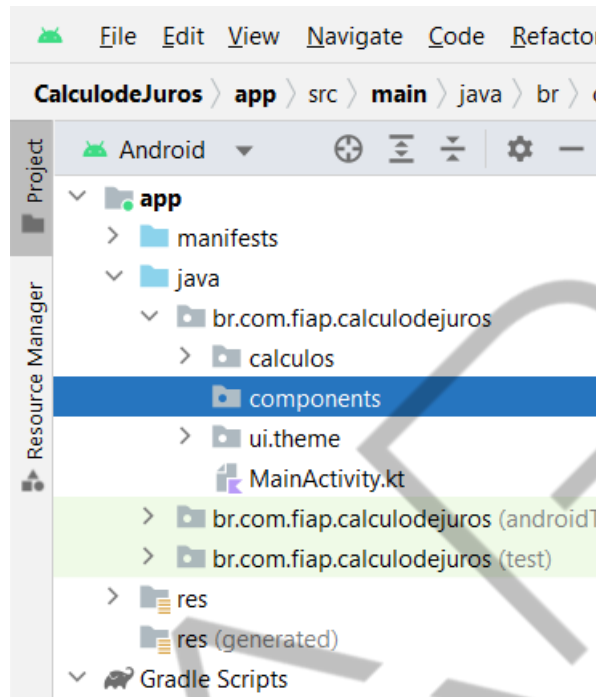 File Edit View Navigate Code Refactor
CalculodeJuros app src main java br
Project
Android
app
manifests
java
br.com.fiap.calculodejuros
calculos
components
ui.theme
MainActivity.kt
br.com.fiap.calculodejuros (androidT
br.com.fiap.calculodejuros (test)
res
res (generated)
Gradle Scripts
Resource Manager